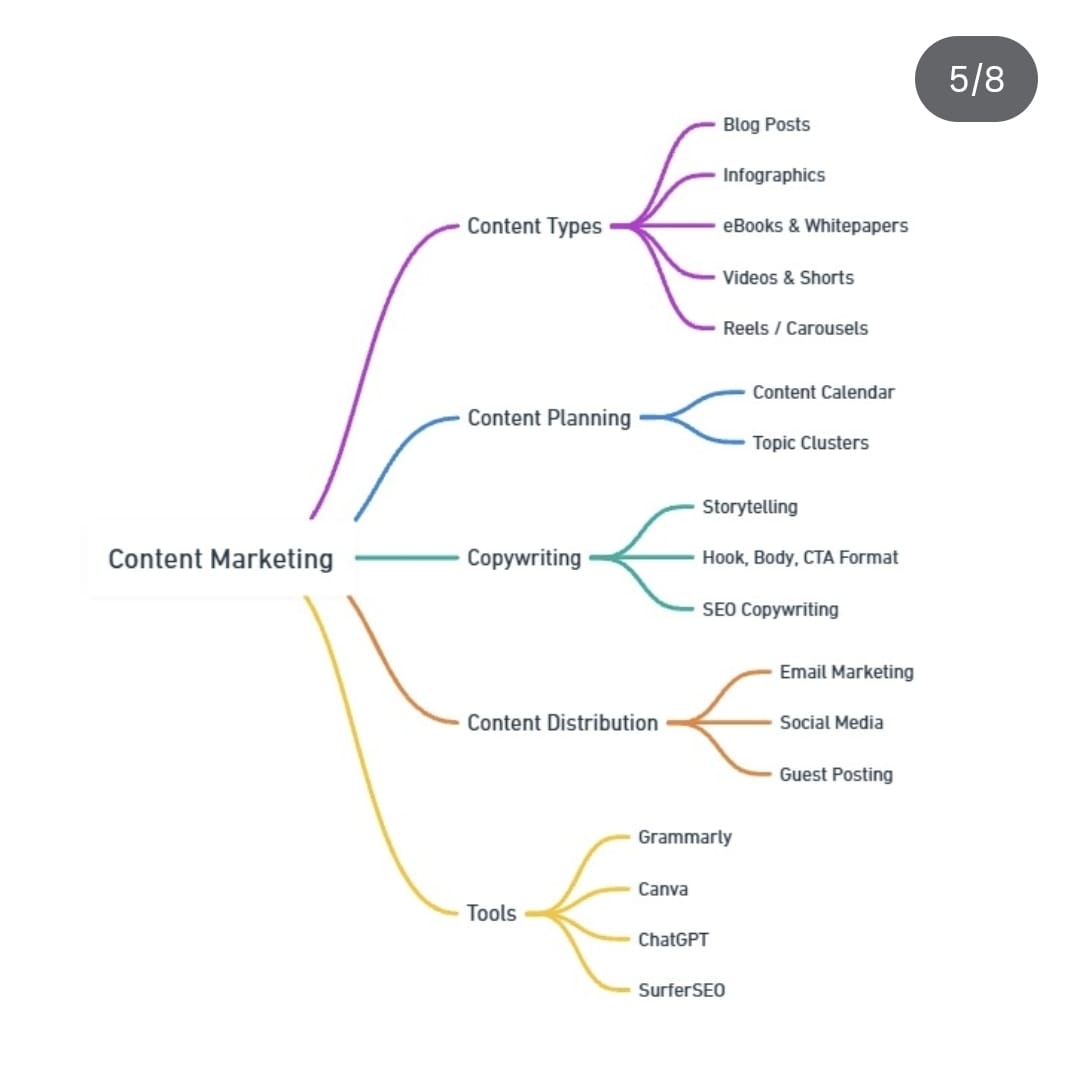 5/8
Content Marketing
Content Types
Blog Posts
Infographics
eBooks & Whitepapers
Videos & Shorts
Reels / Carousels
Content Planning
Content Calendar
Topic Clusters
Copywriting
Storytelling
Hook, Body, CTA Format
SEO Copywriting
Content Distribution
Email Marketing
Social Media
Guest Posting
Tools
Grammarly
Canva
ChatGPT
SurferSEO